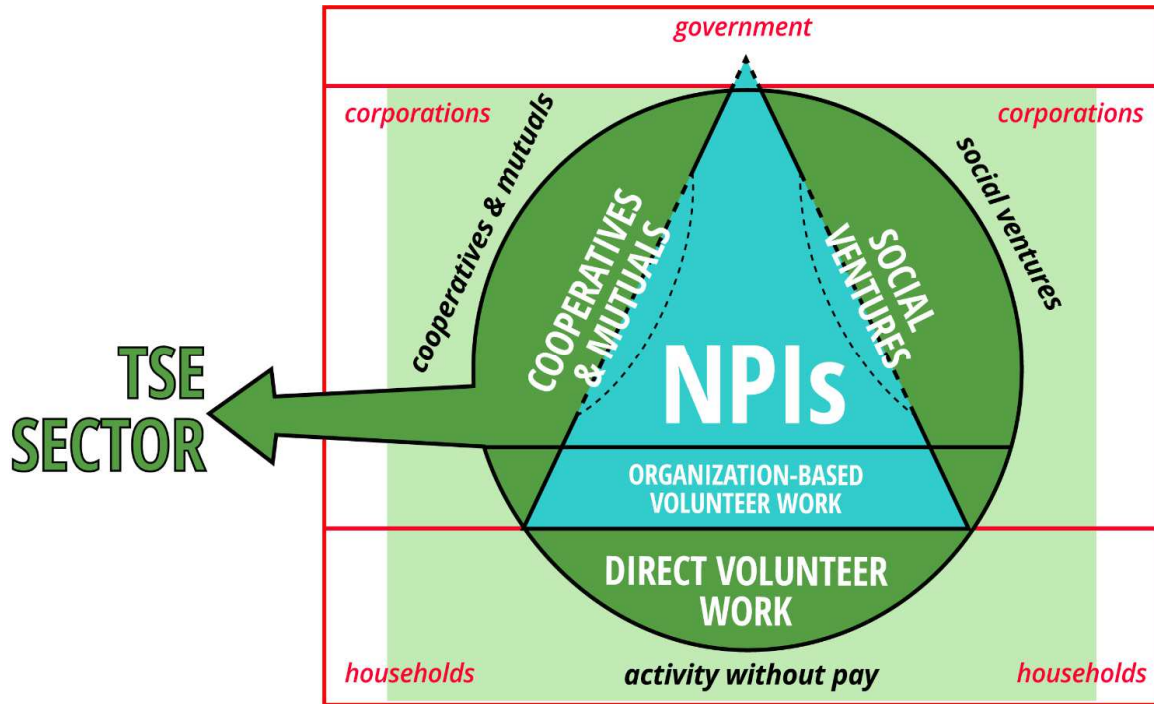 government
corporations
corporations
cooperatives & mutuals
social ventures
COOPERATIVES
& MUTUALS
SOCIAL
VENTURES
TSE
SECTOR
NPIs
ORGANIZATION-BASED
VOLUNTEER WORK
DIRECT VOLUNTEER
WORK
households
activity without pay
households